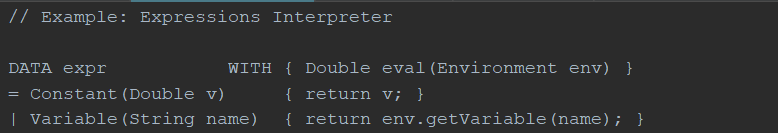 // Example: Expressions Interpreter
DATA expr          WITH { Double eval(Environment env) }
= Constant(Double v)    { return v; }
| Variable(String name)  { return env.getVariable(name); }